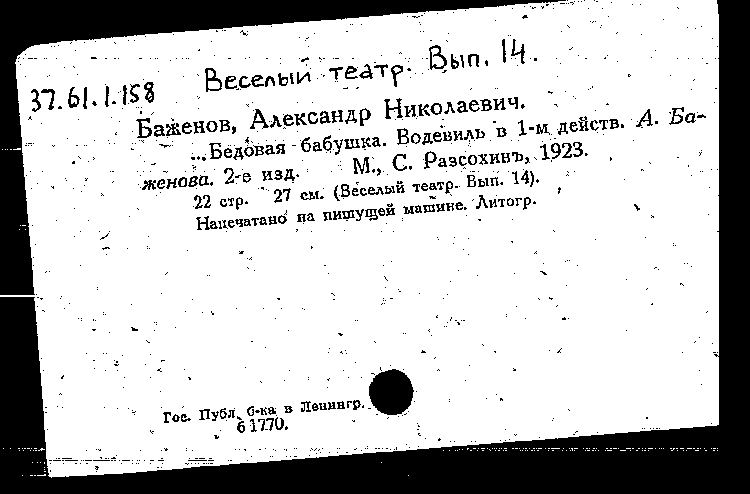 Веселый театр. Вып. 14.
37.61.1.158
Баженов, Александр Николаевич.
...Бедовая бабушка. Водевиль в 1-м действ. А. Ба-
женова. 2-е изд. М., С. Разсохинъ, 1923.
22 стр. 27 см. (Веселый театр. Вып. 14).
Напечатано на пишущей машине. Литогр.
Гос. Публ. б-ка в Ленингр.
б 1770.